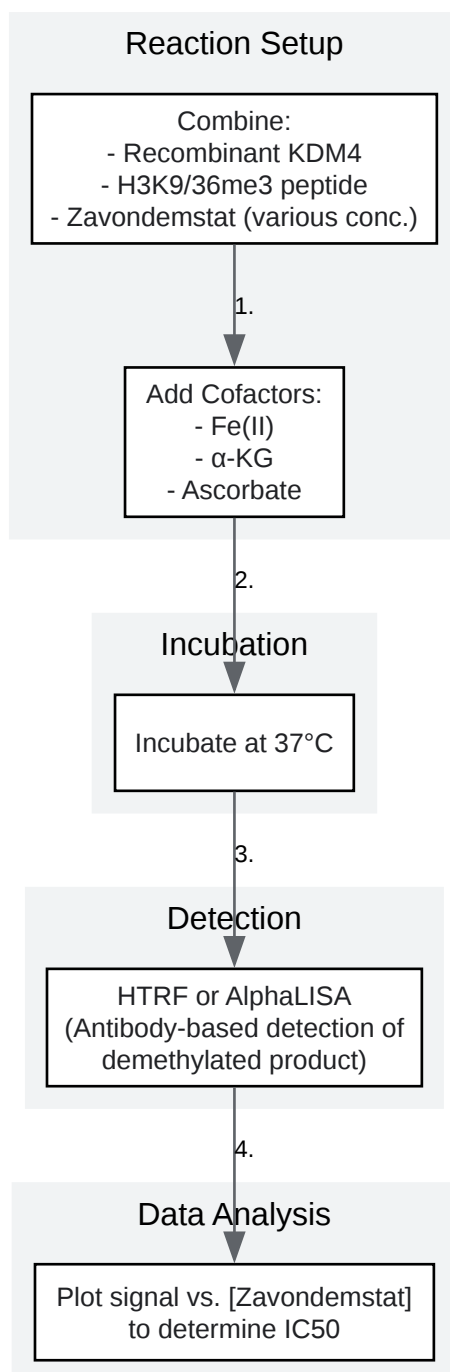 Reaction Setup
Combine:
- Recombinant KDM4
- H3K9/36me3 peptide
- Zavondemstat (various conc.)
1.
Add Cofactors:
- Fe(II)
- α-KG
- Ascorbate
2.
Incubation
Incubate at 37°C
3.
Detection
HTRF or AlphaLISA
(Antibody-based detection of
demethylated product)
4.
Data Analysis
Plot signal vs. [Zavondemstat]
to determine IC50